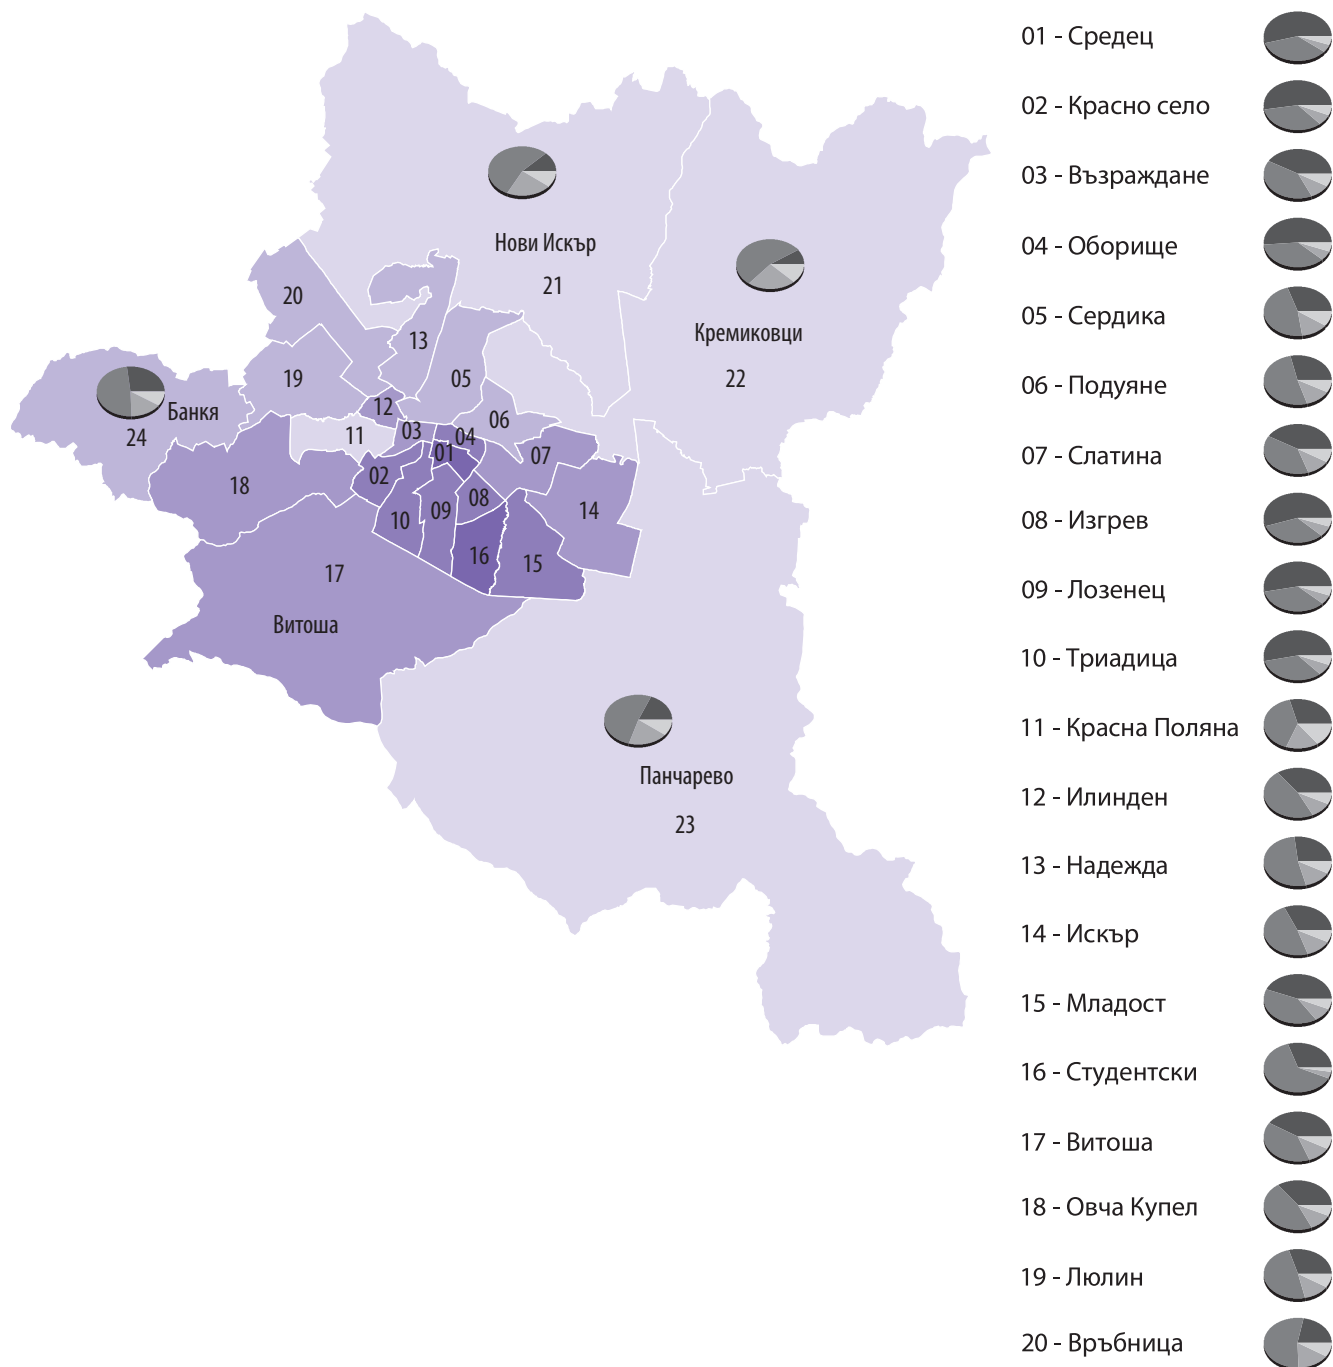 Нови Искър
21
Кремиковци
22
20
13
19
05
Банкя
24
12
11
03
04
06
01
07
02
18
08
09
10
14
16
15
17
Витоша
Панчарево
23
01 - Средец
02 - Красно село
03 - Възраждане
04 - Оборище
05 - Сердика
06 - Подуяне
07 - Слатина
08 - Изгрев
09 - Лозенец
10 - Триадица
11 - Красна Поляна
12 - Илинден
13 - Надежда
14 - Искър
15 - Младост
16 - Студентски
17 - Витоша
18 - Овча Купел
19 - Люлин
20 - Връбница